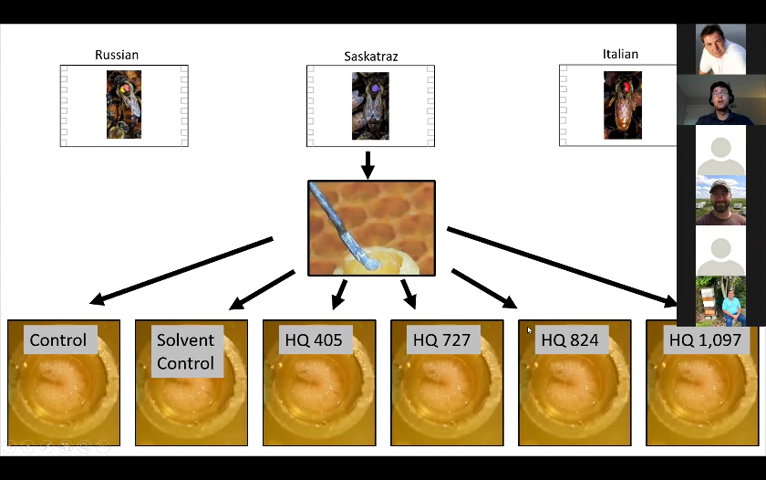 Russian
Saskatraz
Italian
Control
Solvent
Control
HQ 405
HQ 727
HQ 824
HQ 1,097